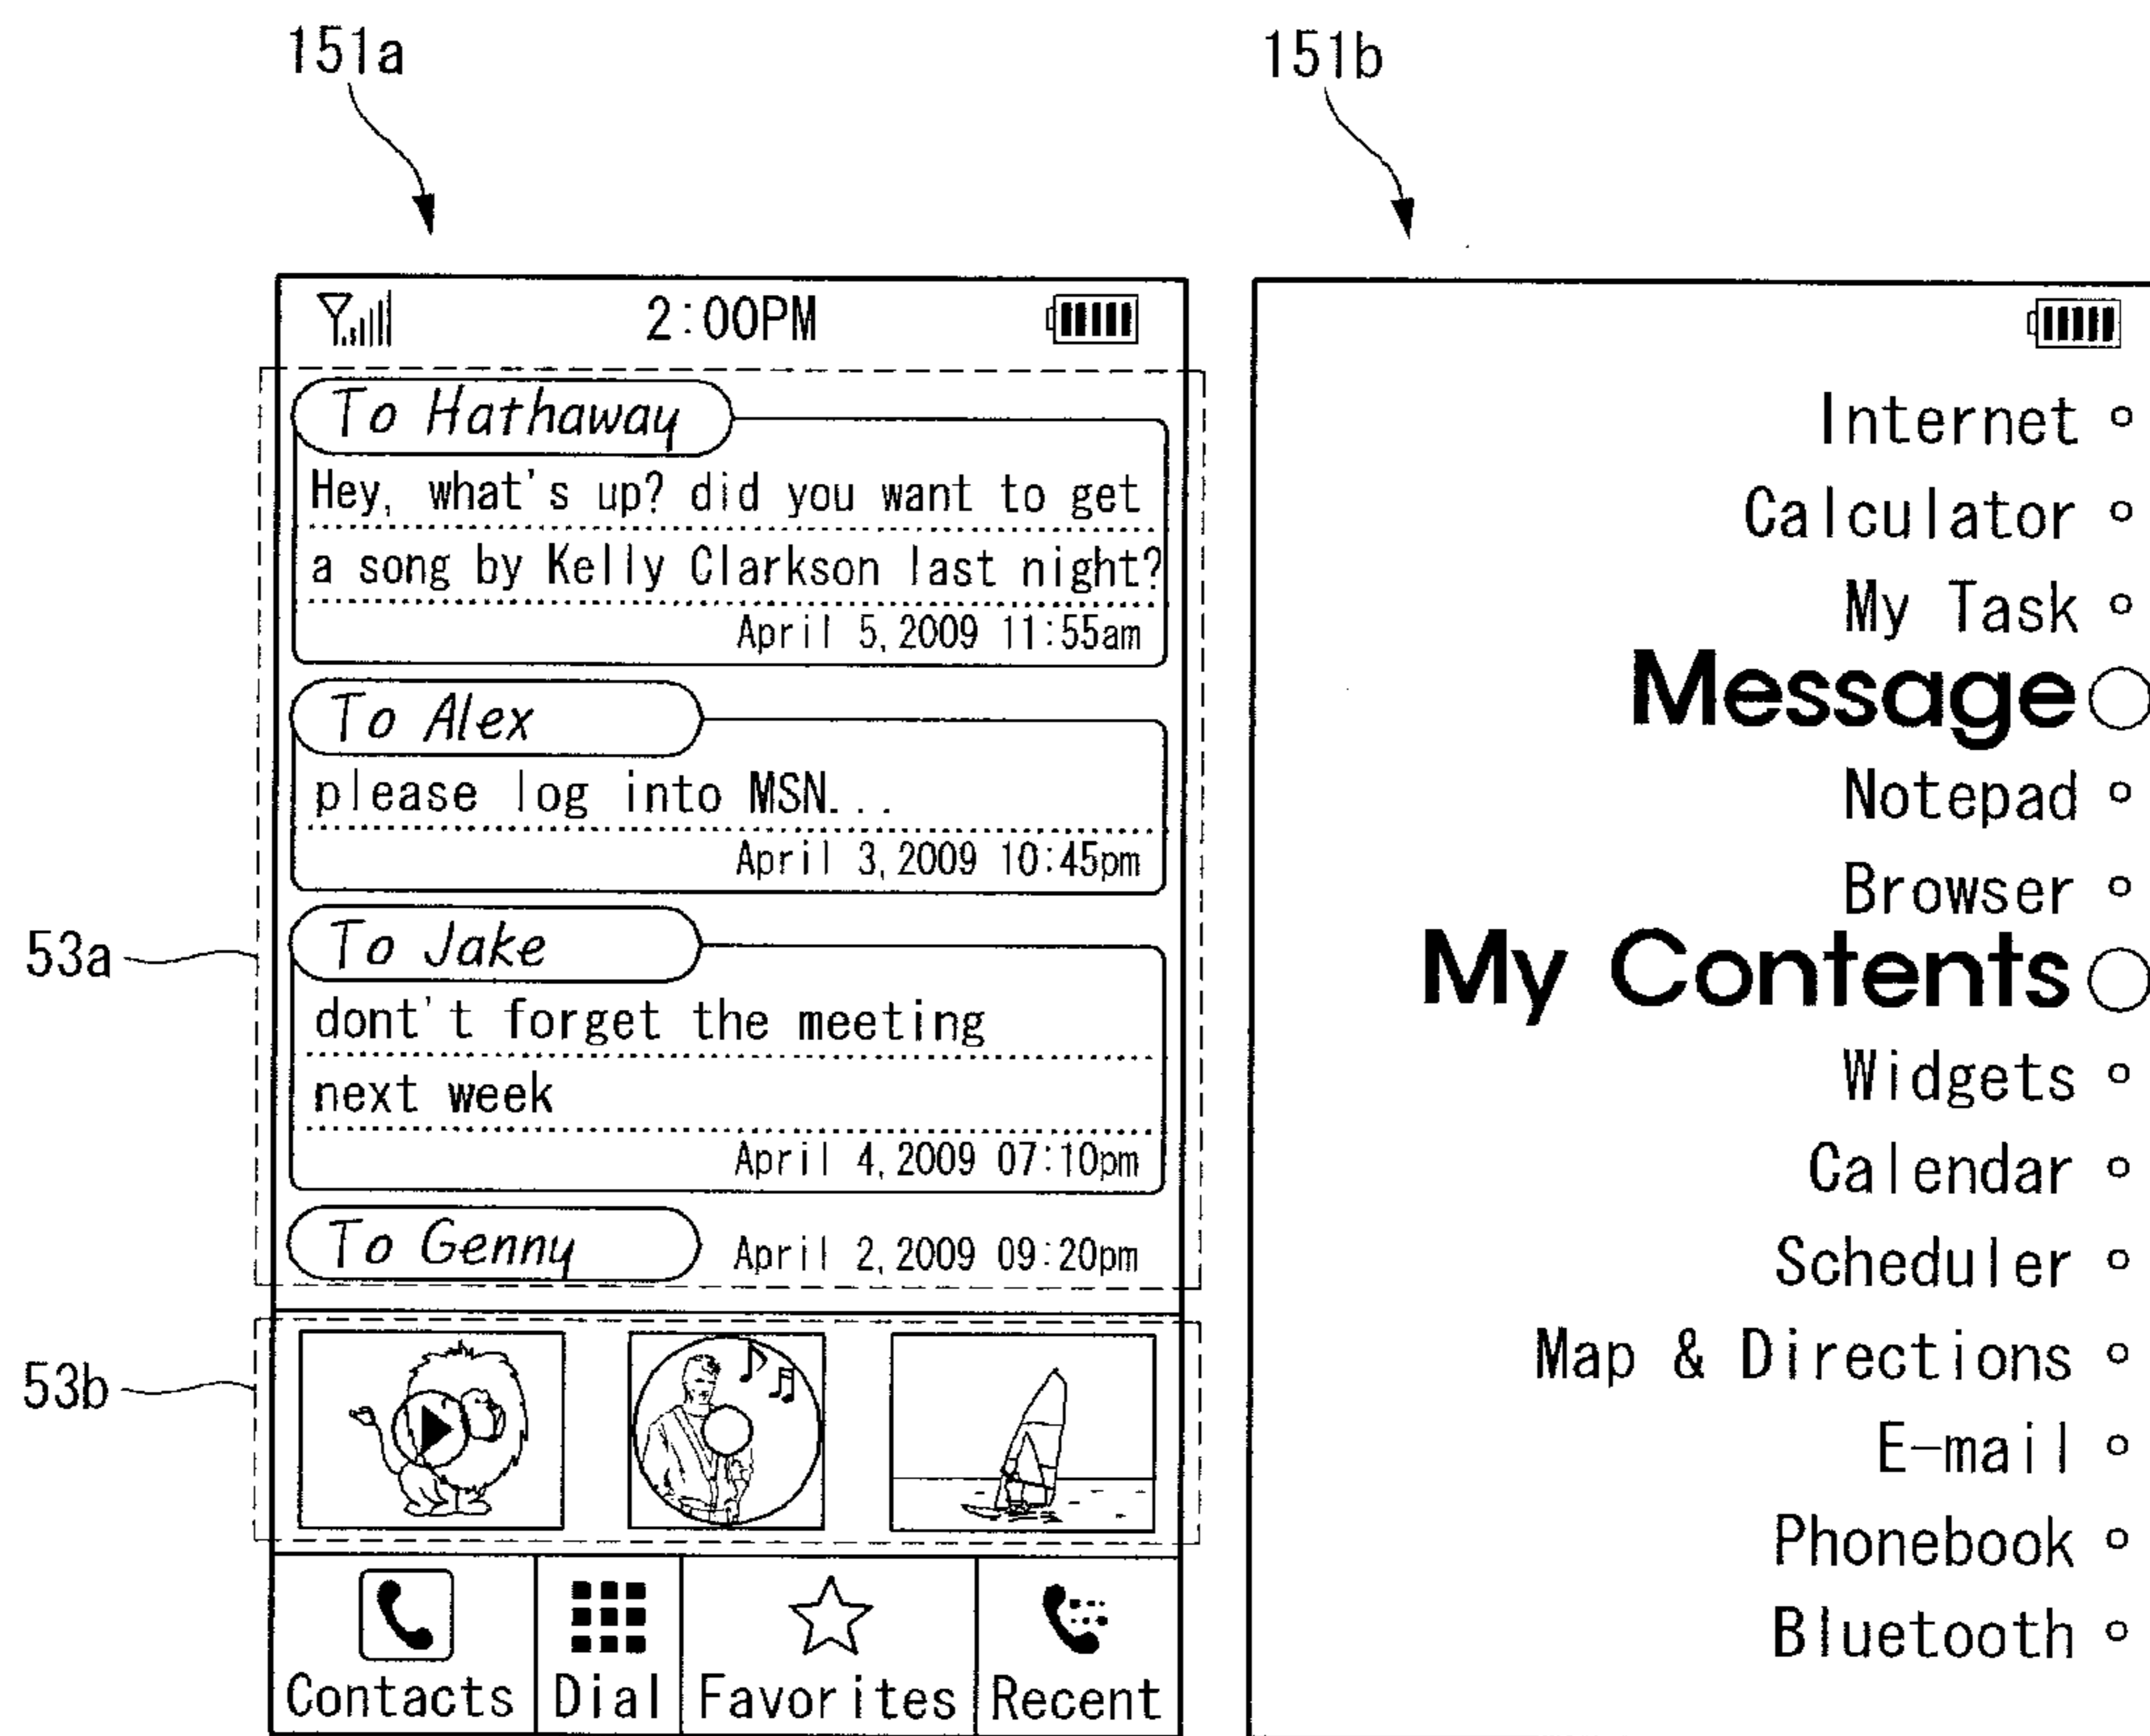 151a
151b
2:00PM
To Hathaway
Hey, what's up? did you want to get
a song by Kelly Clarkson last night?
April 5,2009 11:55am
To Alex
please log into MSN...
April 3,2009 10:45pm
53a
To Jake
dont't forget the meeting
next week
April 4,2009 07:10pm
To Genny
April 2,2009 09:20pm
53b
Contacts
Dial
Favorites
Recent
Internet
Calculator
My Task
Message
Notepad
Browser
My Contents
Widgets
Calendar
Scheduler
Map & Directions
E-mail
Phonebook
Bluetooth